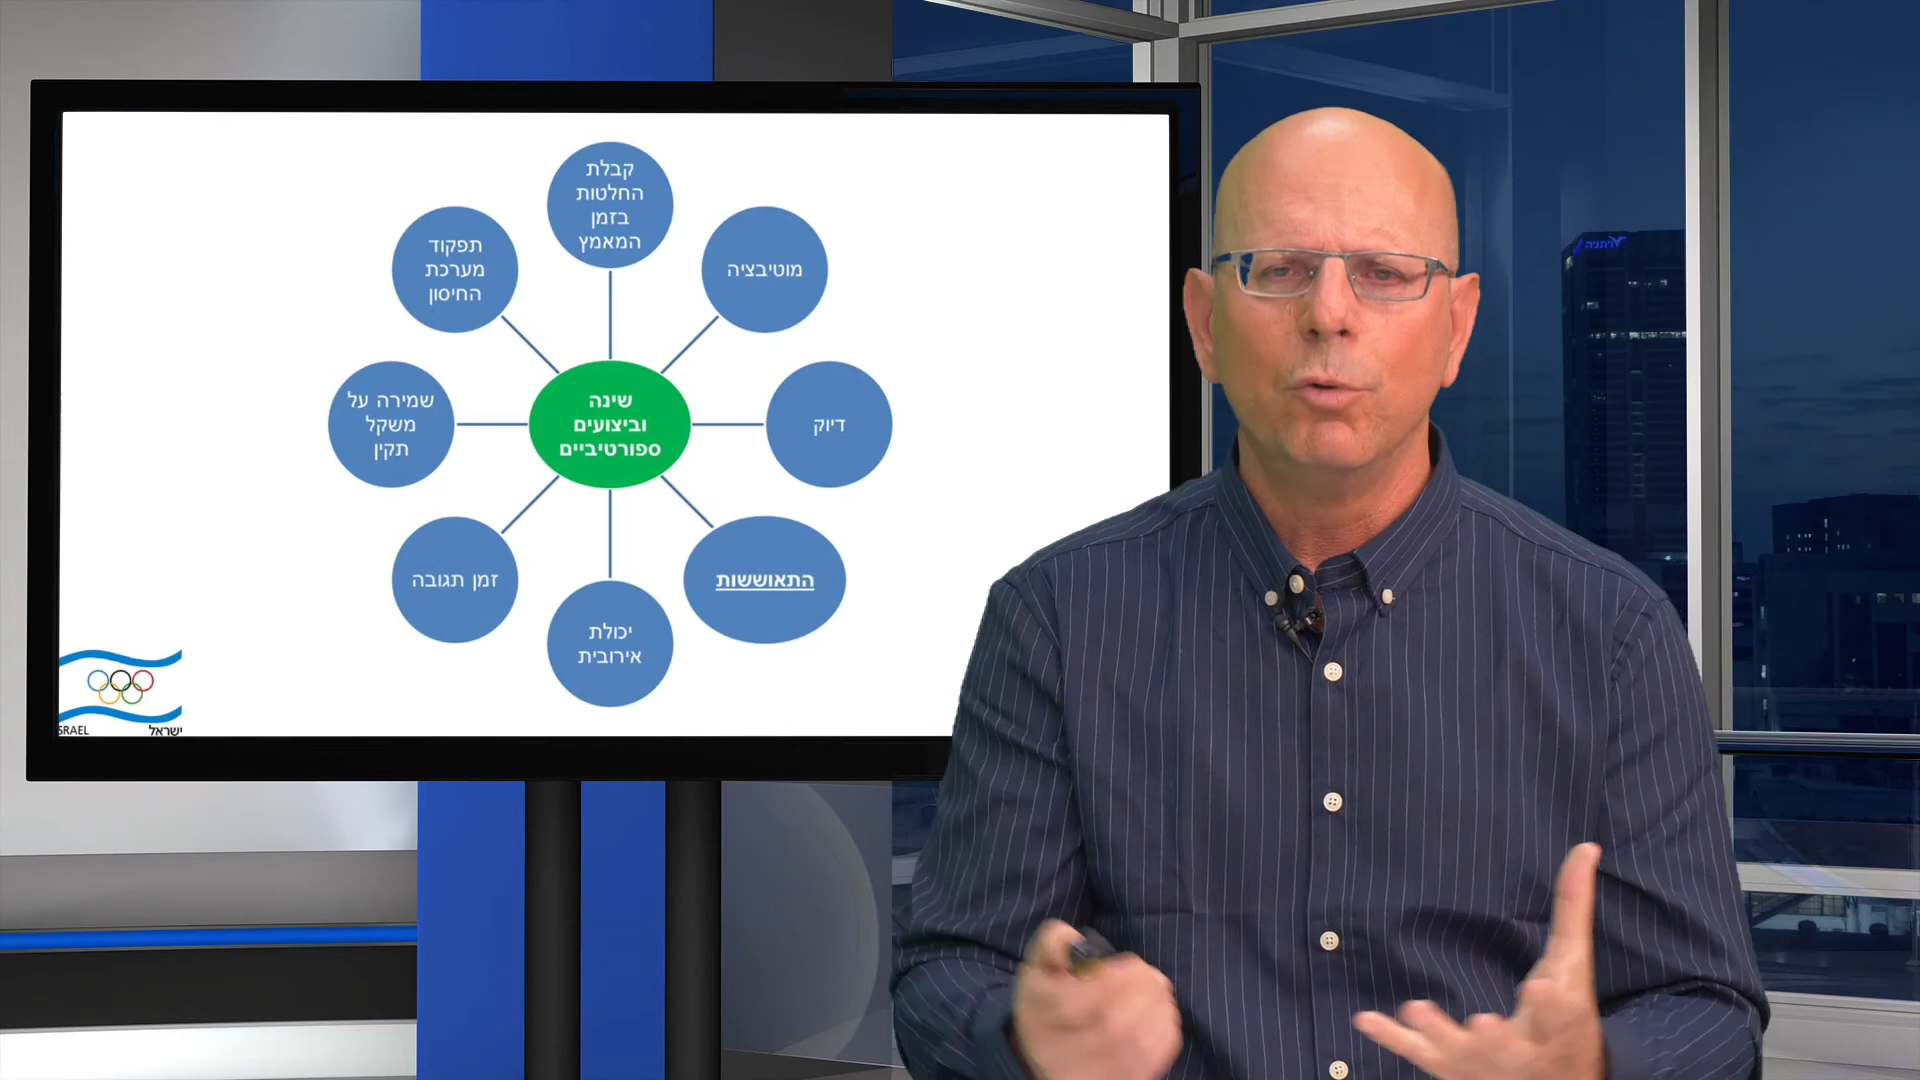 קבלת
החלטות
בזמן
המאמץ
מוטיבציה
דיוק
התאוששות
יכולת
אירובית
זמן תגובה
שמירה על
משקל
תקין
תפקוד
מערכת
החיסון
שינה
וביצועים
ספורטיביים
SRAEL
ישראל